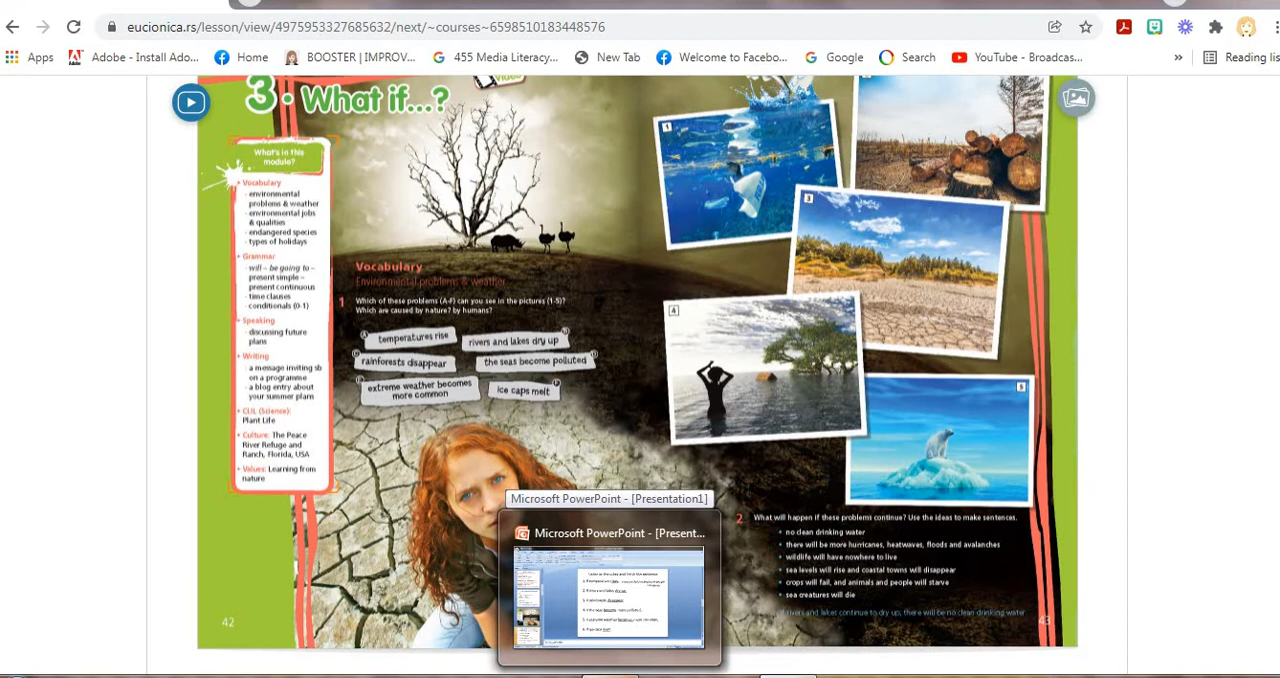 eucionica.rs/lesson/view/4975953327685632/next/~courses~6598510183448576
Apps Adobe - Install Ado... Home BOOSTER | IMPROV... 455 Media Literacy... New Tab Welcome to Facebo... Google Search YouTube - Broadcas... » Reading lis
3 · What if...?
Video
What's in this
module?
• Vocabulary
- environmental
problems & weather
- environmental jobs
& qualities
- endangered species
- types of holidays
• Grammar
- will – be going to –
present simple –
present continuous
- time clauses
- conditionals (0-1)
• Speaking
- discussing future
plans
• Writing
- a message inviting sb
on a programme
- a blog entry about
your summer plans
• CLIL (Science):
Plant Life
• Culture: The Peace
River Refuge and
Ranch, Florida, USA
• Values: Learning from
nature
Vocabulary
Environmental problems & weather
1 Which of these problems (A-F) can you see in the pictures (1-5)?
Which are caused by nature? by humans?
temperatures rise
rivers and lakes dry up
rainforests disappear
the seas become polluted
extreme weather becomes
more common
ice caps melt
1
3
4
5
2 What will happen if these problems continue? Use the ideas to make sentences.
• no clean drinking water
• there will be more hurricanes, heatwaves, floods and avalanches
• wildlife will have nowhere to live
• sea levels will rise and coastal towns will disappear
• crops will fail, and animals and people will starve
• sea creatures will die
rivers and lakes continue to dry up, there will be no clean drinking water
42
43
Microsoft PowerPoint - [Presentation1]
Microsoft PowerPoint - [Present...